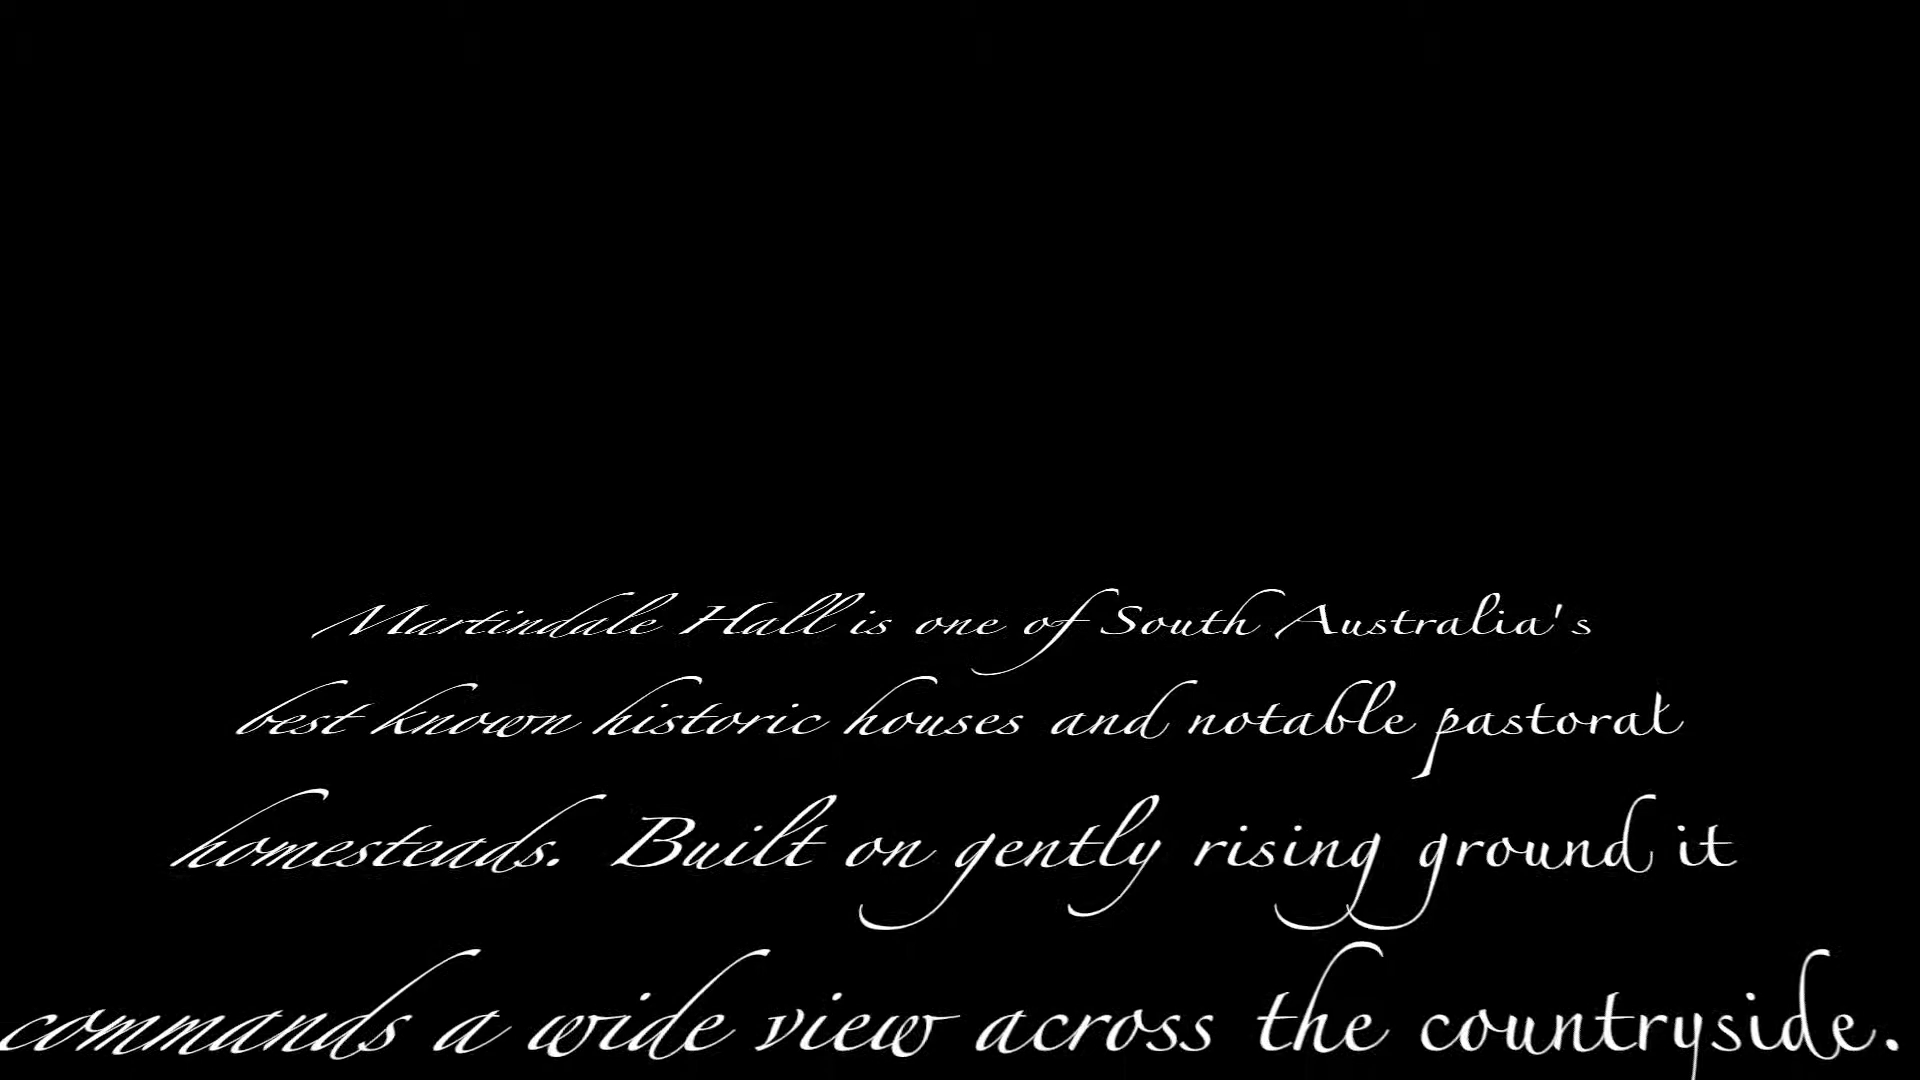 Martindale Hall is one of South Australia's
best known historic houses and notable pastoral
homesteads. Built on gently rising ground it
commands a wide view across the countryside.